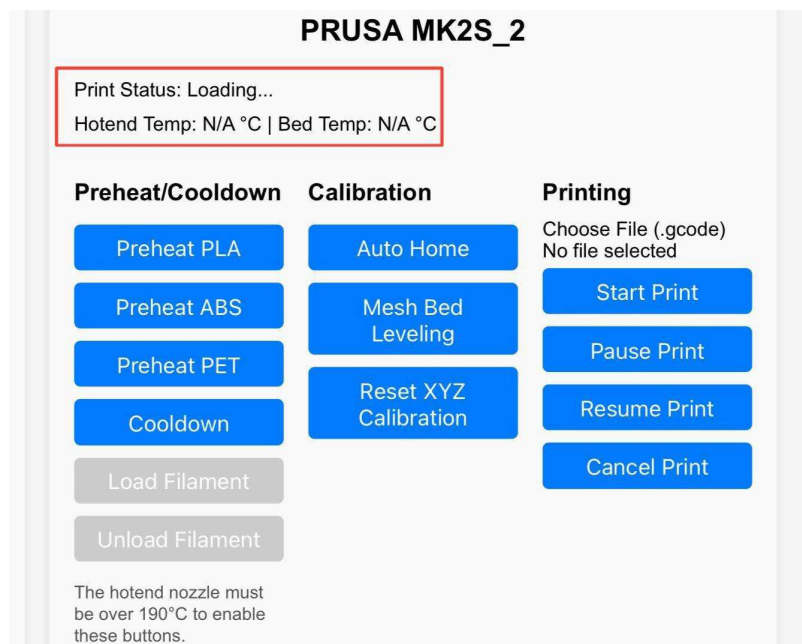 PRUSA MK2S_2
Print Status: Loading...
Hotend Temp: N/A °C | Bed Temp: N/A °C
Preheat/Cooldown
Preheat PLA
Preheat ABS
Preheat PET
Cooldown
Load Filament
Unload Filament
The hotend nozzle must
be over 190°C to enable
these buttons.
Calibration
Auto Home
Mesh Bed
Leveling
Reset XYZ
Calibration
Printing
Choose File (.gcode)
No file selected
Start Print
Pause Print
Resume Print
Cancel Print